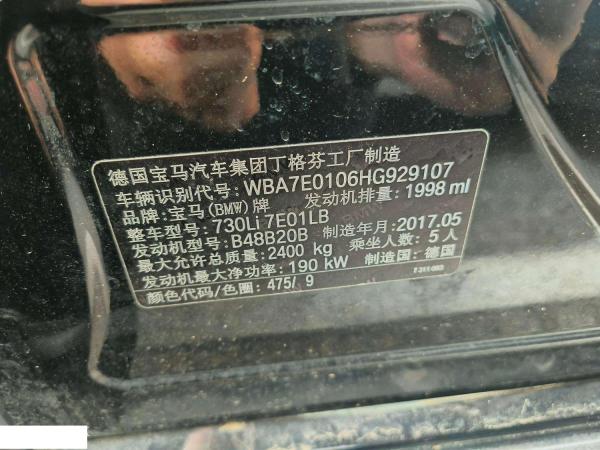 德国宝马汽车集团丁格芬工厂制造
车辆识别代号: WBA7E0106HG929107
品牌: 宝马(BMW)牌 发动机排量: 1998 ml
整车型号: 730Li 7E01LB
发动机型号: B48B20B 制造年月: 2017.05
最大允许总质量: 2400 kg 乘坐人数: 5 人
发动机最大净功率: 190 kW 制造国: 德国
颜色代码/色圈: 475/ 9